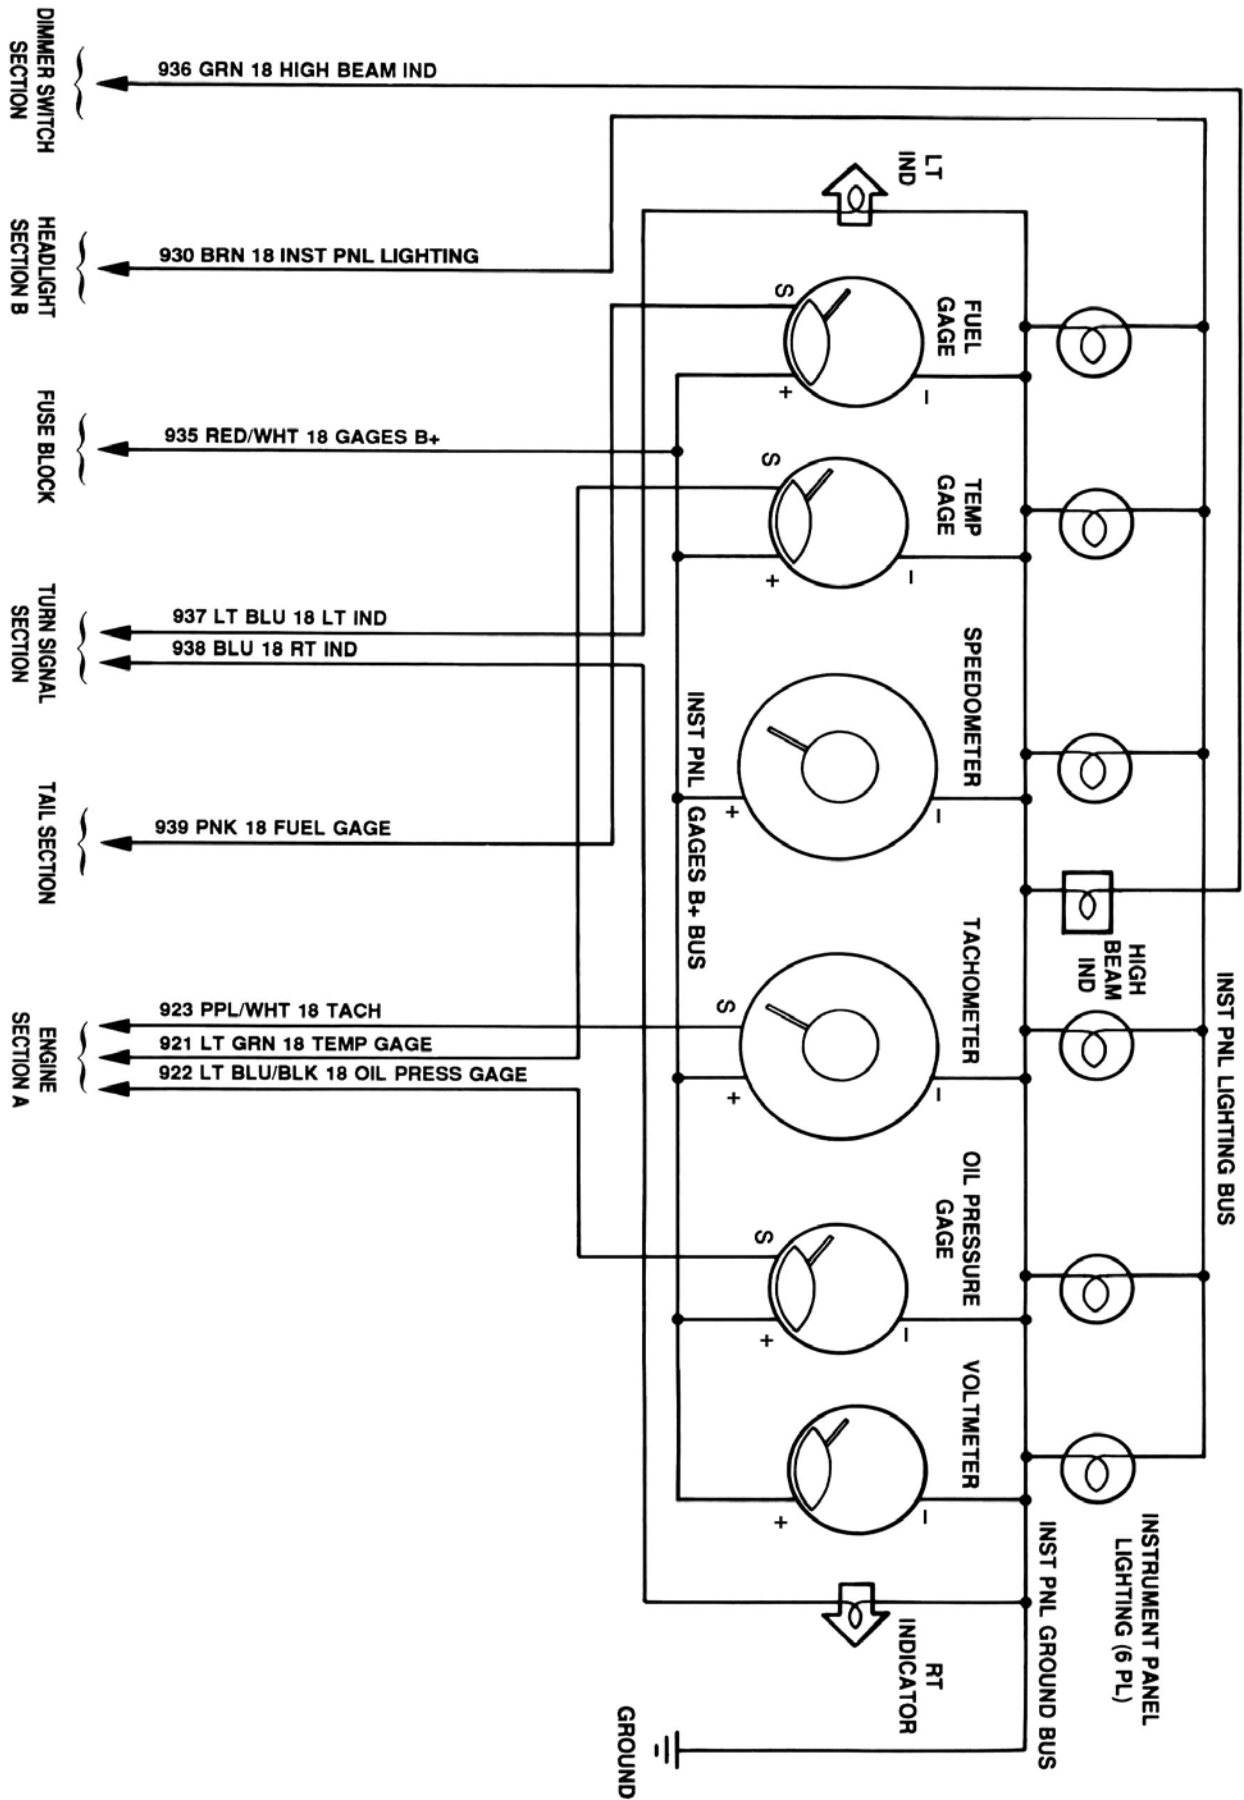 936 GRN 18 HIGH BEAM IND
DIMMER SWITCH
SECTION
930 BRN 18 INST PNL LIGHTING
HEADLIGHT
SECTION B
935 RED/WHT 18 GAGES B+
FUSE BLOCK
937 LT BLU 18 LT IND
938 BLU 18 RT IND
TURN SIGNAL
SECTION
939 PNK 18 FUEL GAGE
TAIL SECTION
923 PPL/WHT 18 TACH
921 LT GRN 18 TEMP GAGE
922 LT BLU/BLK 18 OIL PRESS GAGE
ENGINE
SECTION A
LT
IND
FUEL
GAGE
S
+
-
TEMP
GAGE
S
+
-
SPEEDOMETER
+
-
INST PNL GAGES B+ BUS
TACHOMETER
S
+
-
HIGH
BEAM
IND
INST PNL LIGHTING BUS
OIL PRESSURE
GAGE
S
+
-
VOLTMETER
+
-
INSTRUMENT PANEL
LIGHTING (6 PL)
INST PNL GROUND BUS
RT
INDICATOR
GROUND